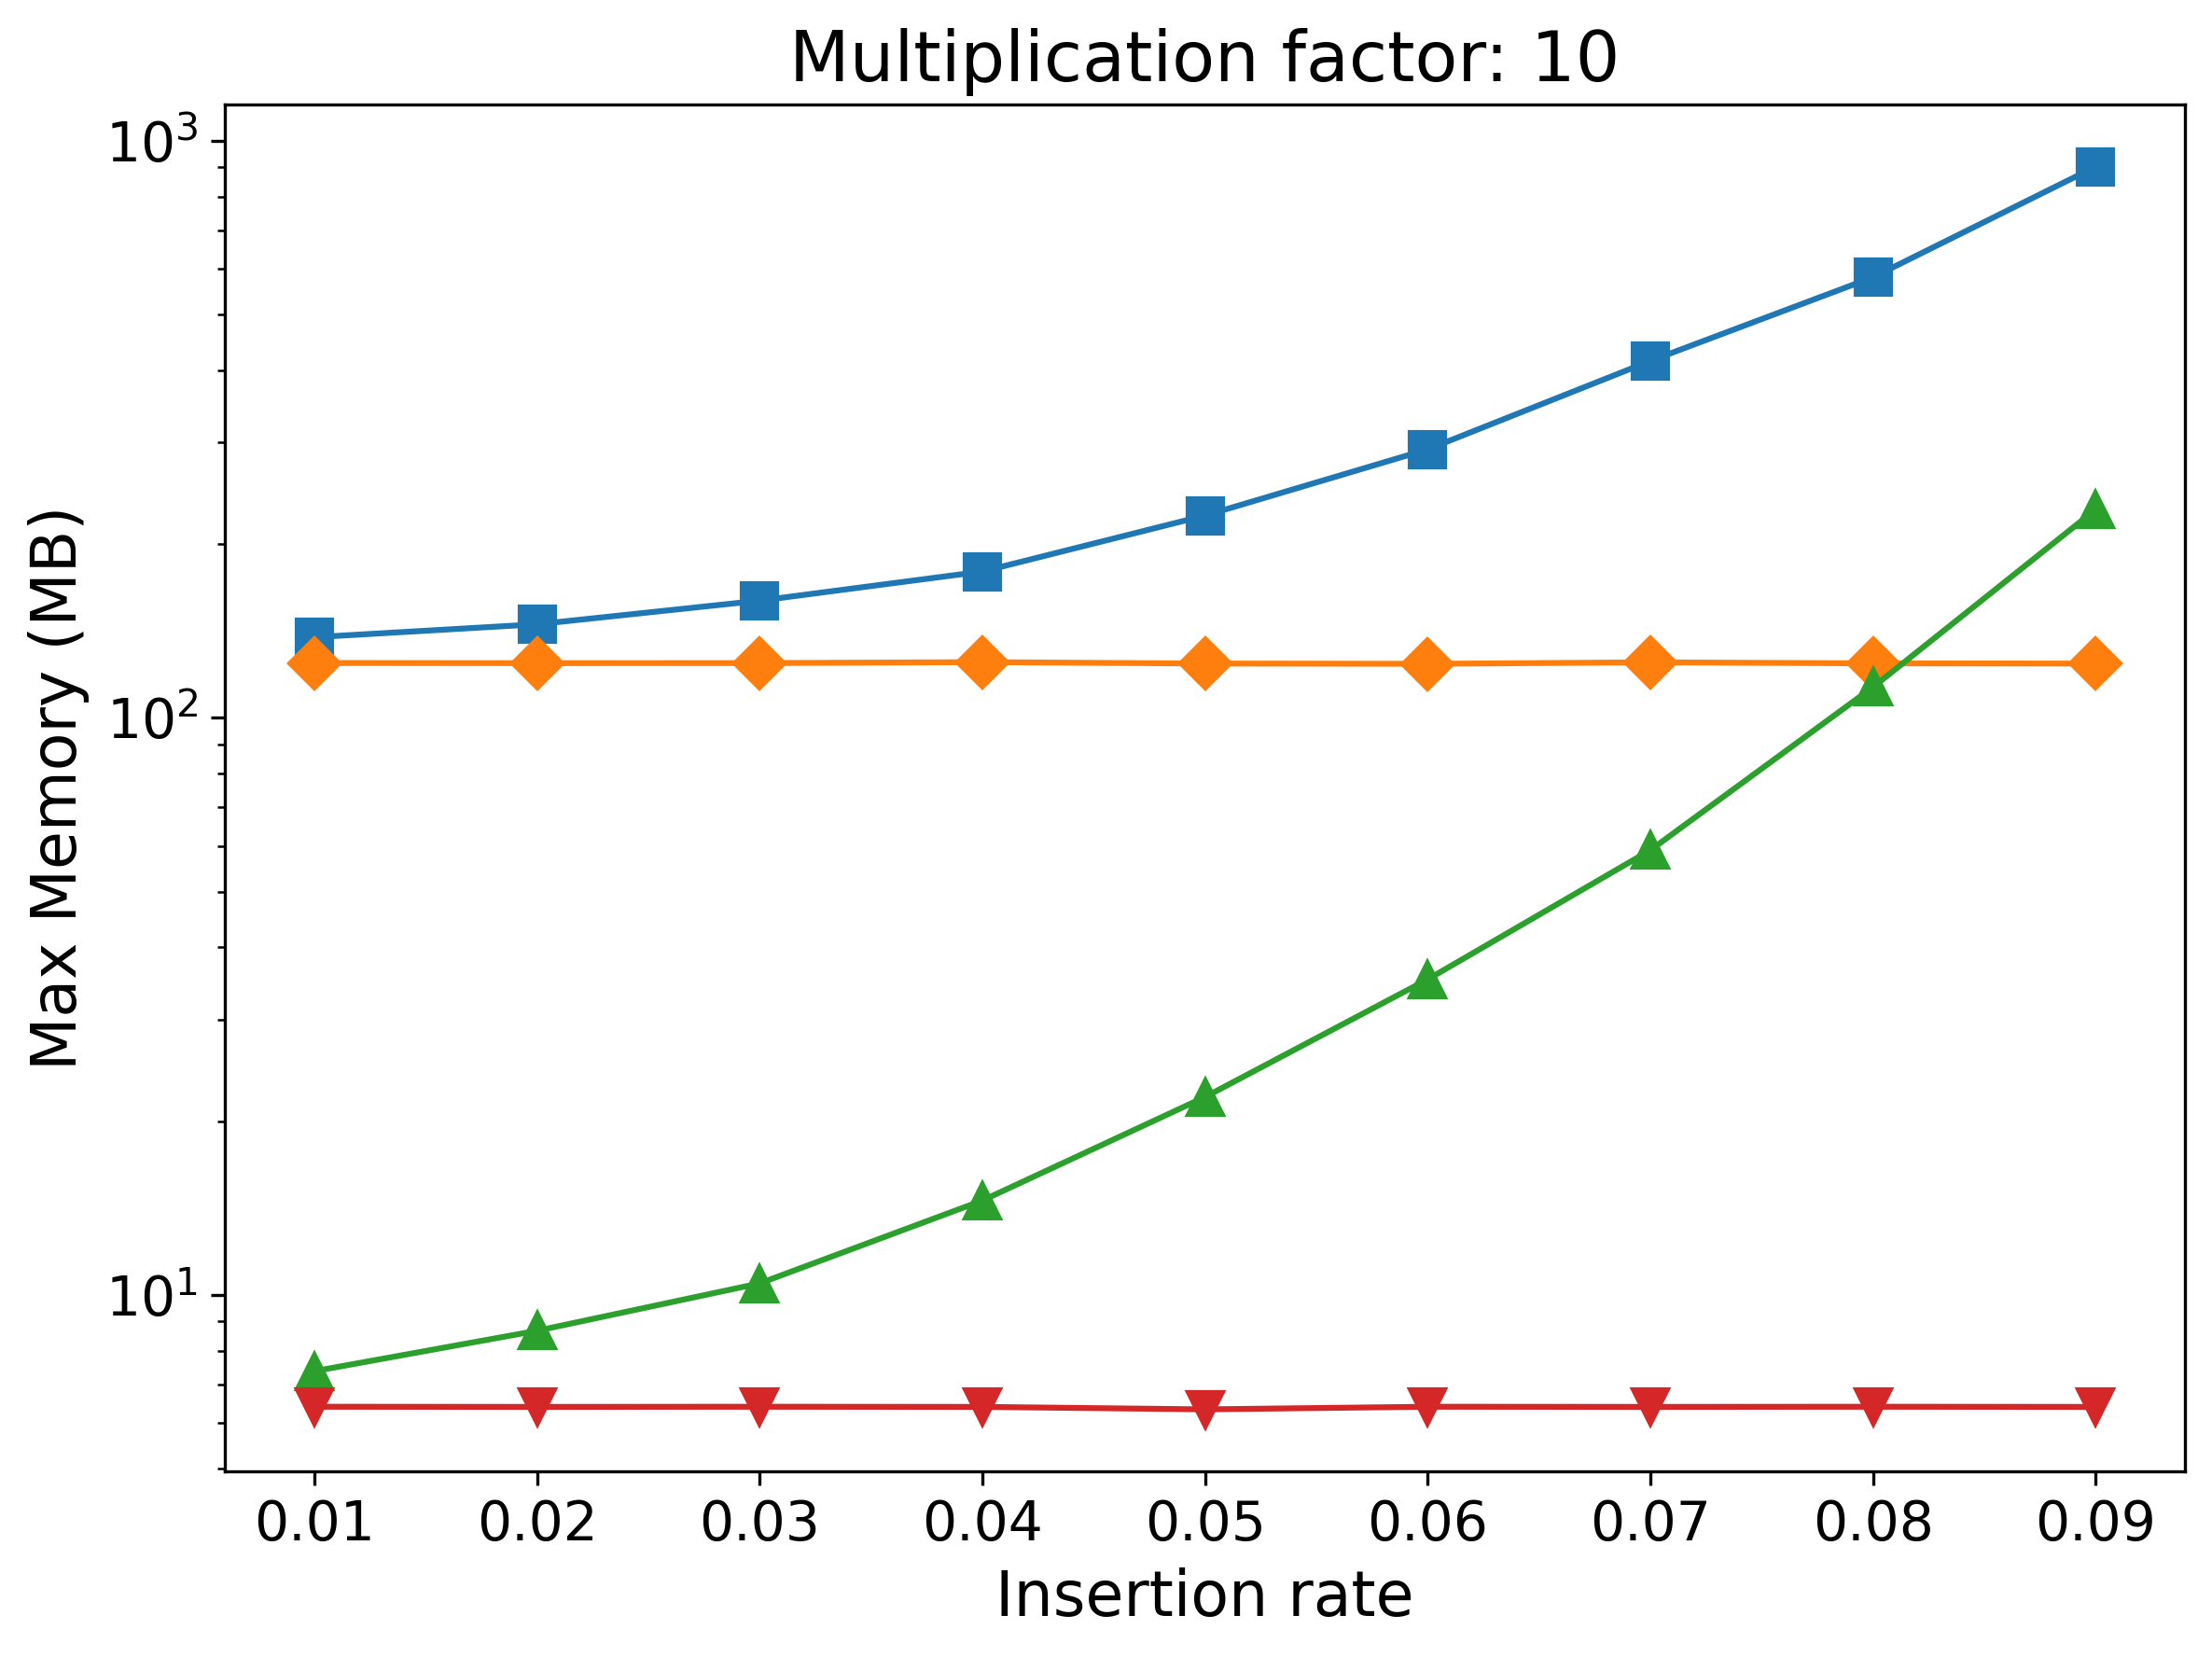 Multiplication factor: 10
Max Memory (MB)
10³
10²
10¹
0.01 0.02 0.03 0.04 0.05 0.06 0.07 0.08 0.09
Insertion rate